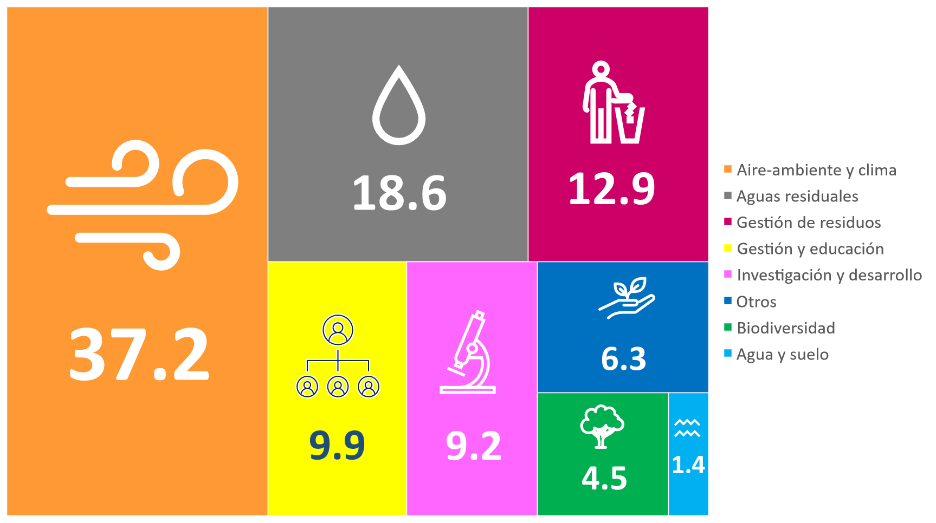 37.2
18.6
12.9
9.9
9.2
6.3
4.5
1.4
Aire-ambiente y clima
Aguas residuales
Gestión de residuos
Gestión y educación
Investigación y desarrollo
Otros
Biodiversidad
Agua y suelo